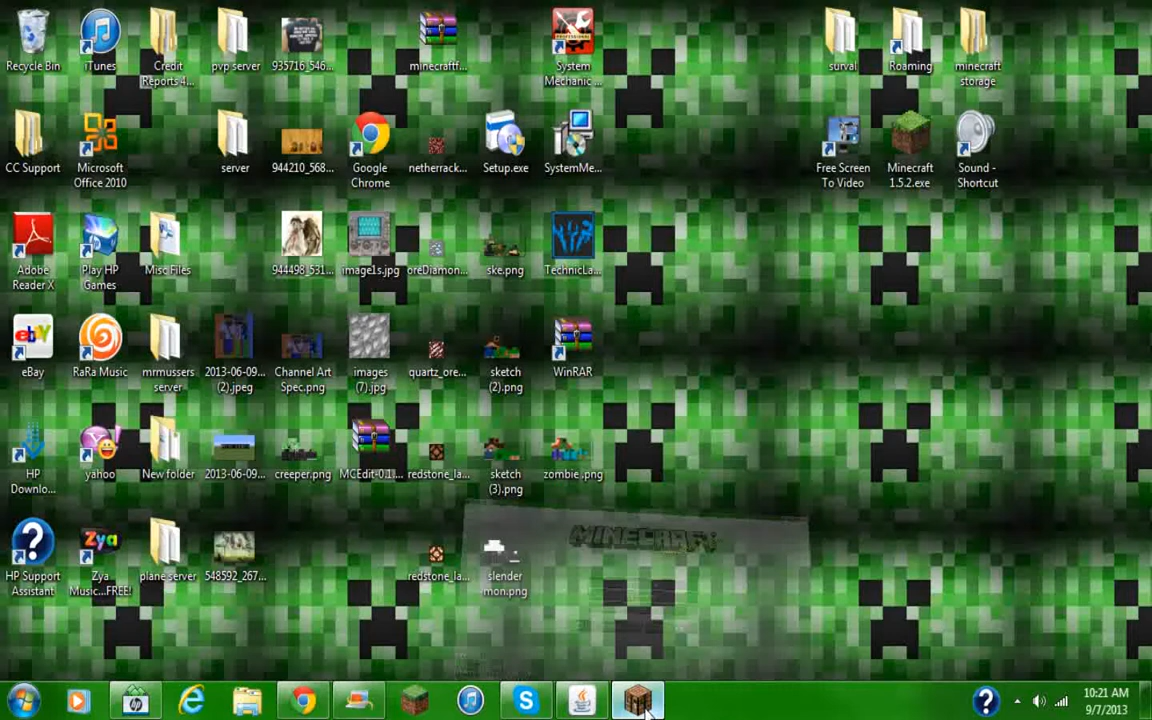 Recycle Bin
iTunes
Credit
Reports 4...
pvp server
935716_546...
minecraftf...
System
Mechanic ...
surval
Roaming
minecraft
storage
CC Support
Microsoft
Office 2010
server
944210_568...
Google
Chrome
netherrack...
Setup.exe
SystemMe...
Free Screen
To Video
Minecraft
1.5.2.exe
Sound -
Shortcut
Adobe
Reader X
Play HP
Games
Misc Files
944498_531...
image1s.jpg
oreDiamon...
ske.png
TechnicLa...
eBay
RaRa Music
mrmussers
server
2013-06-09...
(2).jpeg
Channel Art
Spec.png
images
(7).jpg
quartz_ore...
sketch
(2).png
WinRAR
HP
Downlo...
yahoo
New folder
2013-06-09...
creeper.png
MCEdit-0.1...
redstone_la...
sketch
(3).png
zombie.png
MINECRAFT
HP Support
Assistant
Zya
Music...FREE!
plane server
548592_267...
redstone_la...
slender
mon.png
10:21 AM
9/7/2013